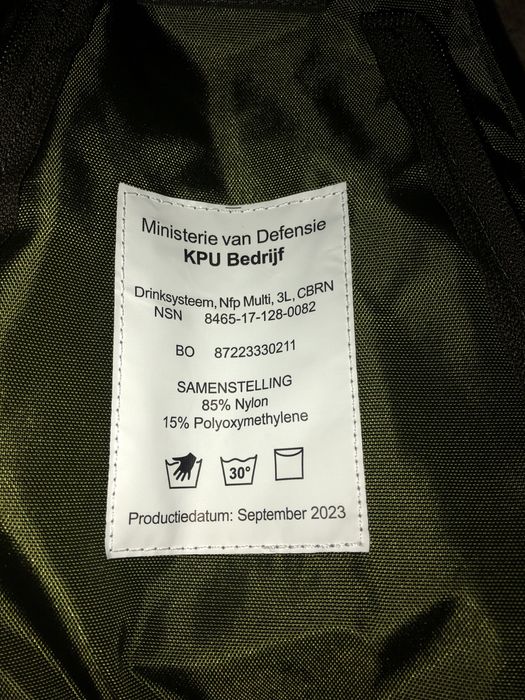 Ministerie van Defensie
KPU Bedrijf
Drinksysteem, Nfp Multi, 3L, CBRN
NSN 8465-17-128-0082
BO 87223330211
SAMENSTELLING
85% Nylon
15% Polyoxymethylene
30°
Productiedatum: September 2023